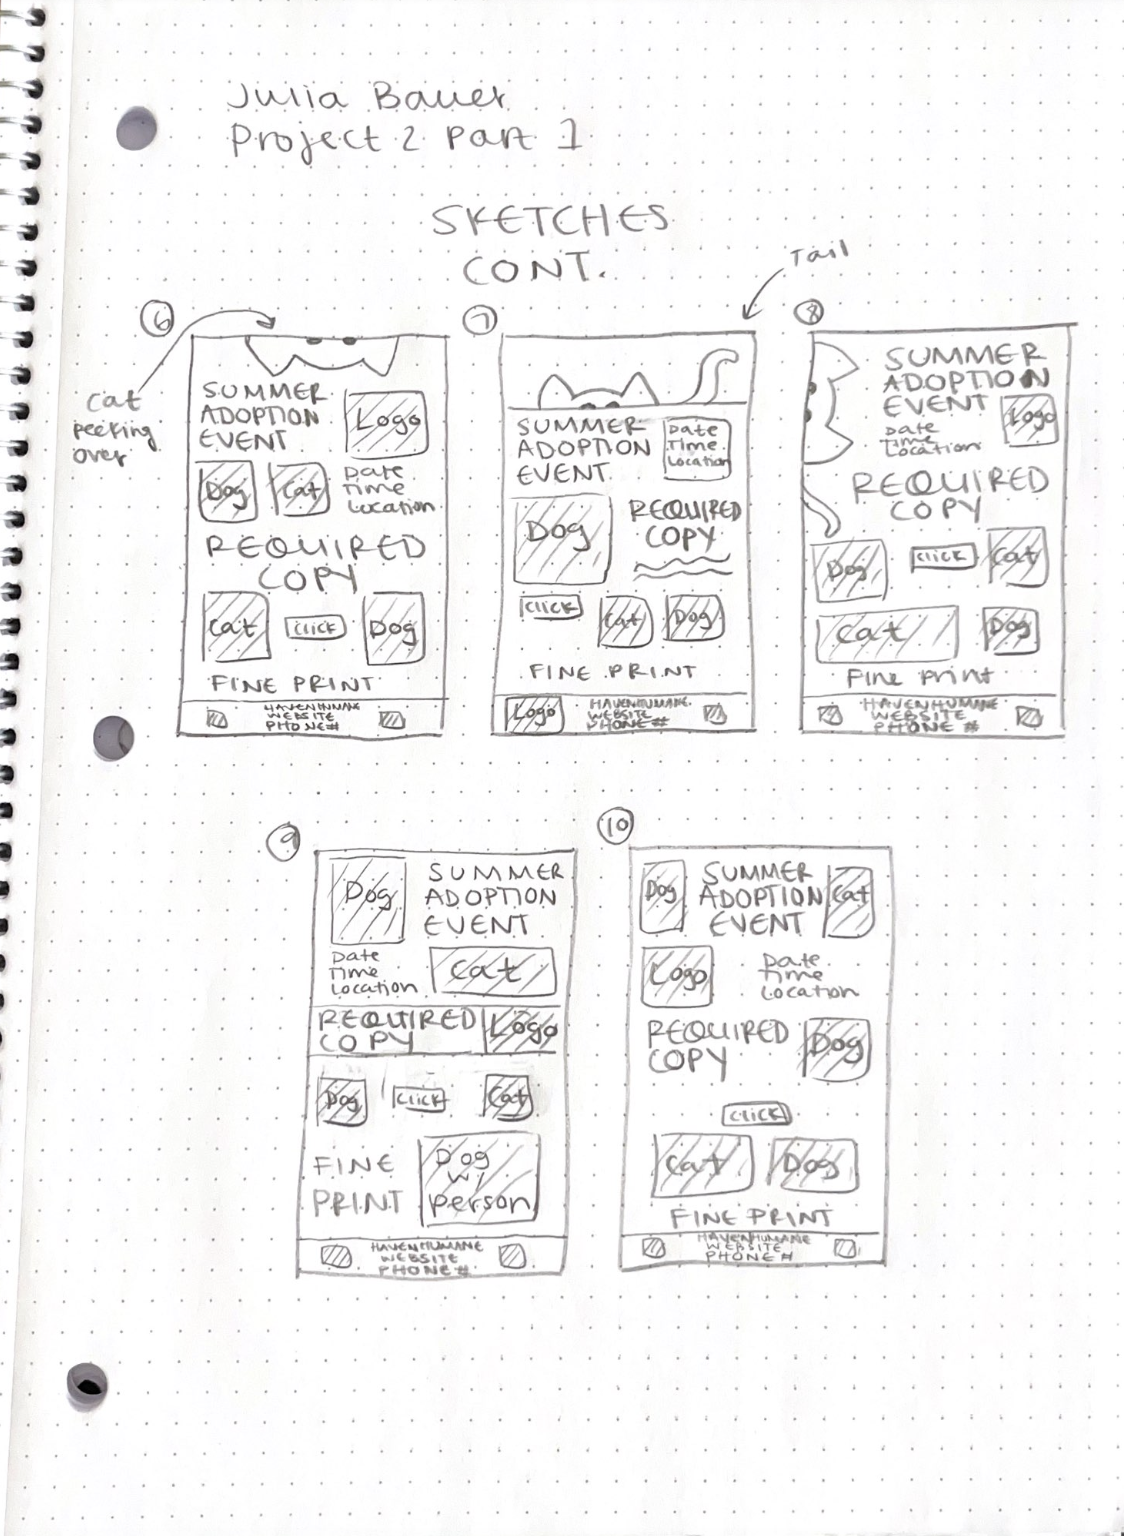 Julia Bauer
Project 2 Part 1
SKETCHES
CONT.
Tail
6
cat
peeking
over
SUMMER
ADOPTION
EVENT
Logo
Dog
Cat
Date
Time
Location
REQUIRED
COPY
Cat
CLICK
Dog
FINE PRINT
HAVENHUMANE
WEBSITE
PHONE #
7
SUMMER
ADOPTION
EVENT
Date
Time
Location
Dog
REQUIRED
COPY
CLICK
Cat
Dog
FINE PRINT
Logo
HAVENHUMANE
WEBSITE
PHONE #
8
SUMMER
ADOPTION
EVENT
Date
Time
Location
Logo
REQUIRED
COPY
Dog
CLICK
Cat
Cat
Dog
Fine print
HAVENHUMANE
WEBSITE
PHONE #
9
Dog
SUMMER
ADOPTION
EVENT
Date
Time
Location
Cat
REQUIRED
COPY
Logo
Dog
CLICK
Cat
FINE
PRINT
Dog
w/
person
HAVENHUMANE
WEBSITE
PHONE #
10
Dog
SUMMER
ADOPTION
EVENT
Cat
Logo
Date
Time
Location
REQUIRED
COPY
Dog
CLICK
Cat
Dog
FINE PRINT
HAVENHUMANE
WEBSITE
PHONE #